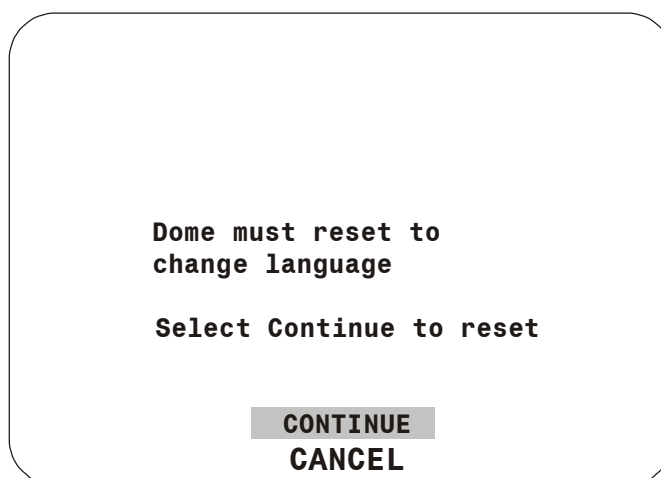 Dome must reset to
change language
Select Continue to reset
CONTINUE
CANCEL